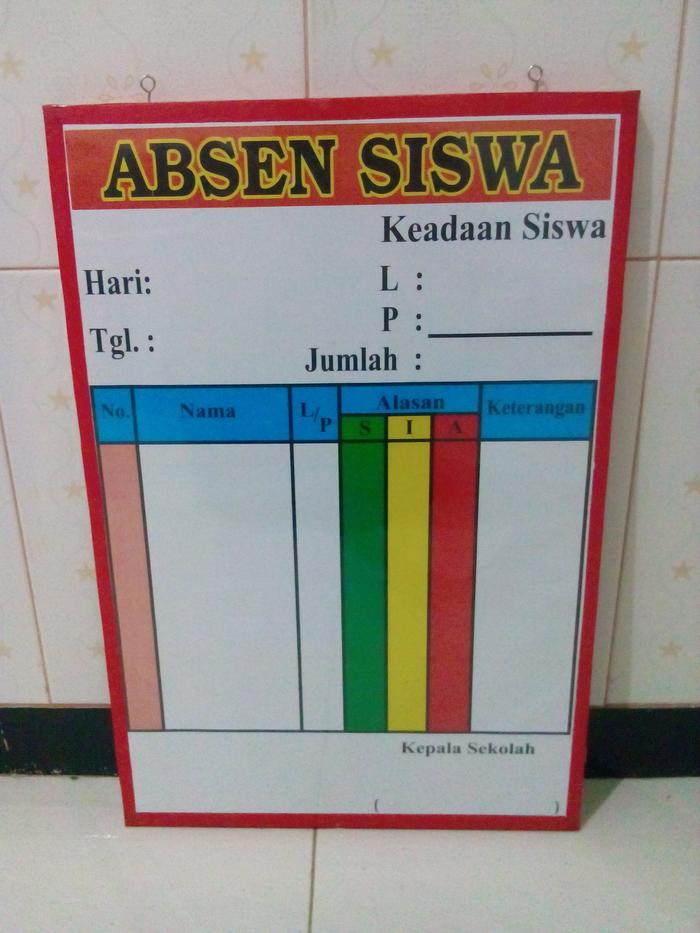 ABSEN SISWA
Keadaan Siswa
Hari:
L :
P :
Tgl. :
Jumlah :
No. Nama L/P Alasan Keterangan
S I A
Kepala Sekolah
( )